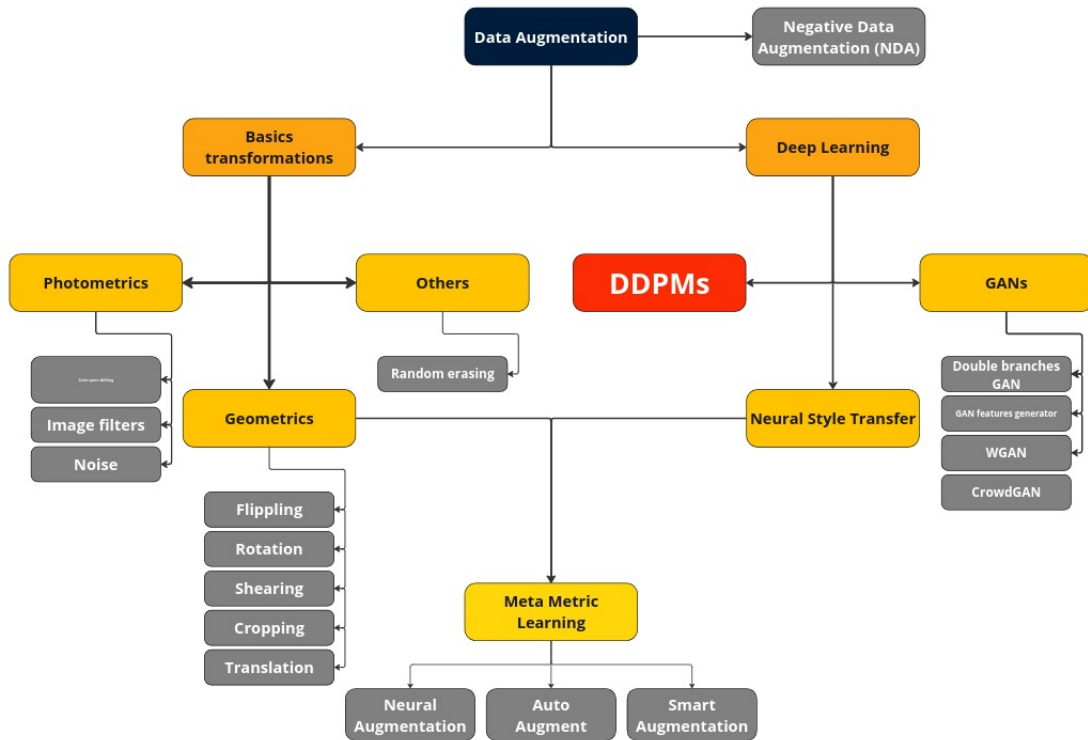 Data Augmentation
Negative Data
Augmentation (NDA)
Basics
transformations
Deep Learning
Photometrics
Others
DDPMs
GANs
Random erasing
Double branches
GAN
Image filters
Geometrics
Neural Style Transfer
GAN features generator
Noise
WGAN
CrowdGAN
Flippling
Rotation
Shearing
Cropping
Translation
Meta Metric
Learning
Neural
Augmentation
Auto
Augment
Smart
Augmentation